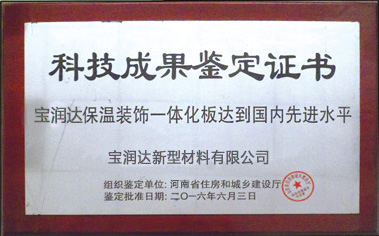 科技成果鉴定证书
宝润达保温装饰一体化板达到国内先进水平
宝润达新型材料有限公司
组织鉴定单位: 河南省住房和城乡建设厅
鉴定批准日期: 二〇一六年六月三日